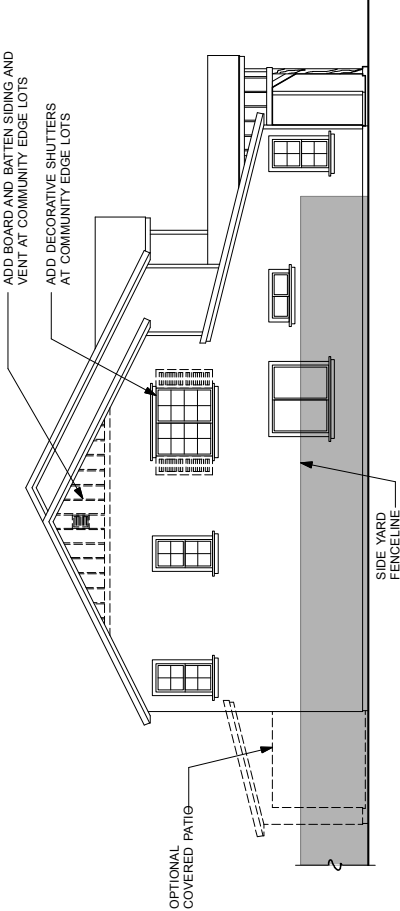 ADD BOARD AND BATTEN SIDING AND
VENT AT COMMUNITY EDGE LOTS
ADD DECORATIVE SHUTTERS
AT COMMUNITY EDGE LOTS
SIDE YARD
FENCELINE
OPTIONAL
COVERED PATIO